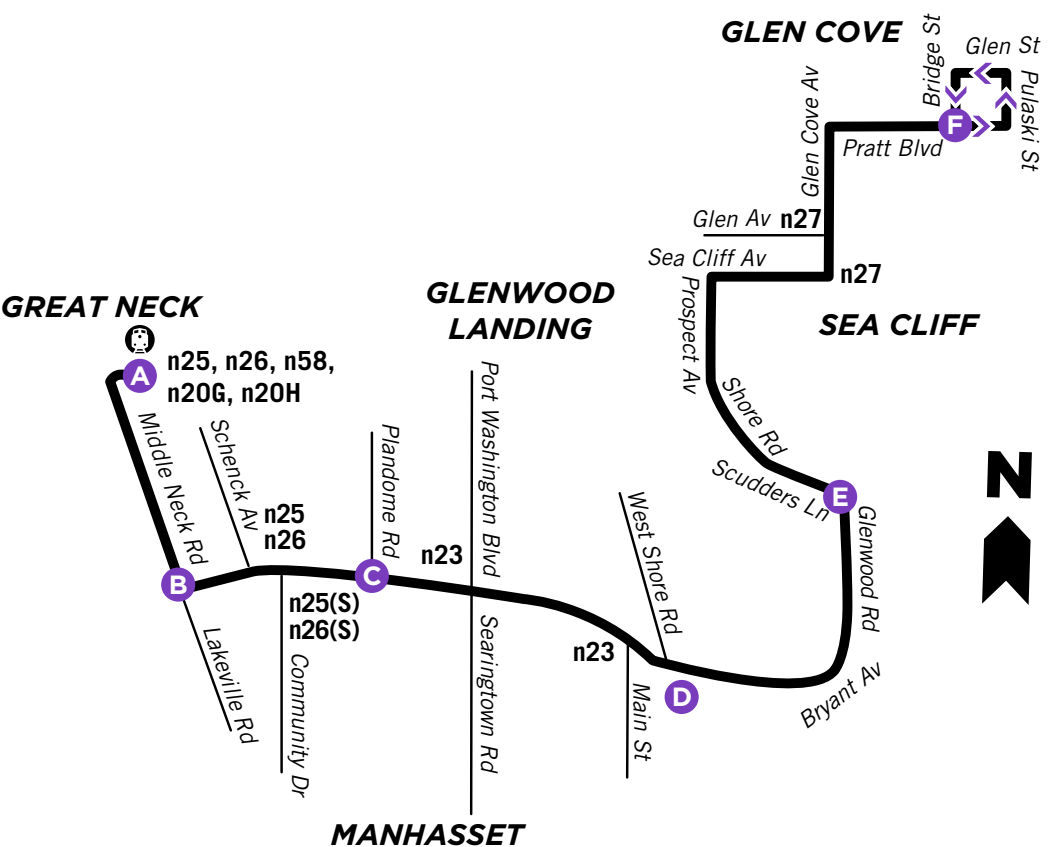 GLEN COVE
Bridge St
Glen St
Pulaski St
Glen Cove Av
F
Pratt Blvd
Glen Av n27
Sea Cliff Av
n27
GREAT NECK
GLENWOOD
LANDING
SEA CLIFF
Prospect Av
A
n25, n26, n58,
n20G, n20H
Port Washington Blvd
Shore Rd
Middle Neck Rd
Schenck Av
Plandome Rd
Scudders Ln
E
N
West Shore Rd
Glenwood Rd
n25
n26
n23
B
C
n25(S)
n26(S)
Lakeville Rd
Community Dr
Searingtown Rd
n23
Main St
D
Bryant Av
MANHASSET